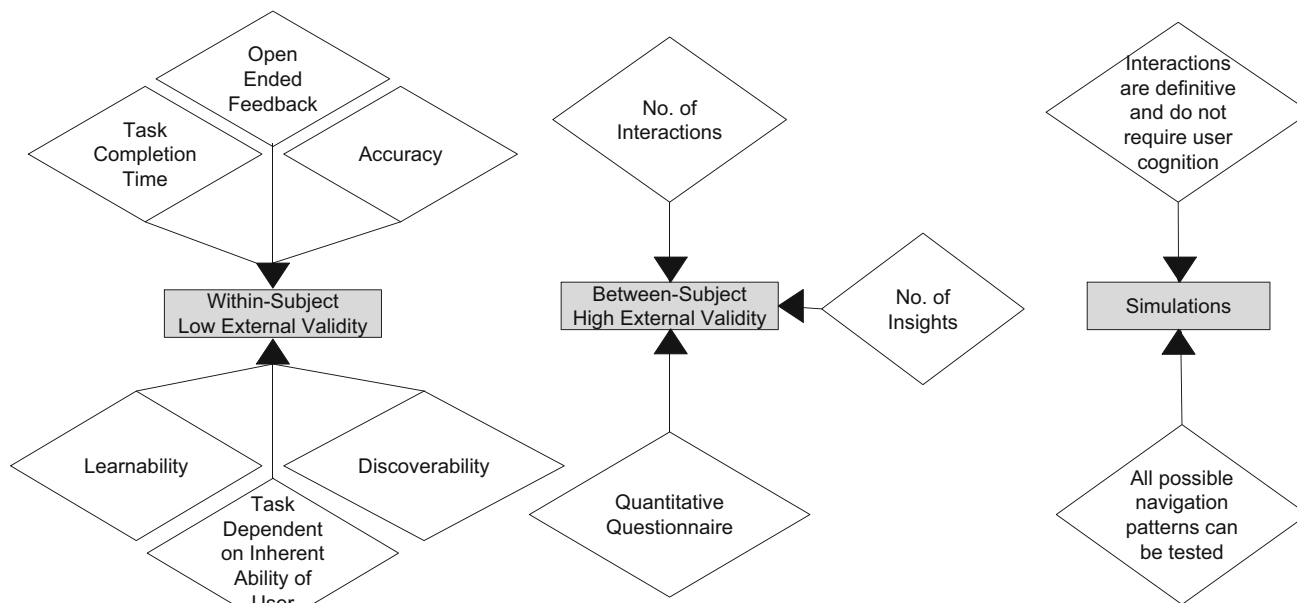 Open
Ended
Feedback
Task
Completion
Time
Accuracy
Within-Subject
Low External Validity
Learnability
Discoverability
Task
Dependent
on Inherent
Ability of
User
No. of
Interactions
Between-Subject
High External Validity
No. of
Insights
Quantitative
Questionnaire
Interactions
are definitive
and do not
require user
cognition
Simulations
All possible
navigation
patterns can
be tested